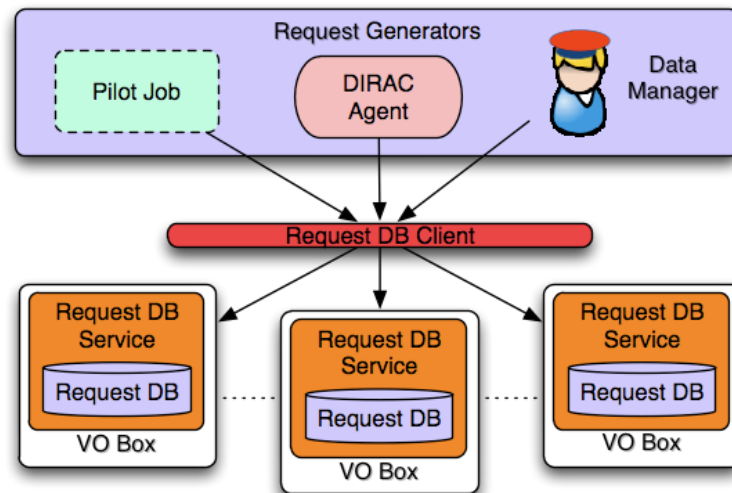 Request Generators
Pilot Job
DIRAC
Agent
Data
Manager
Request DB Client
Request DB
Service
Request DB
VO Box
Request DB
Service
Request DB
VO Box
Request DB
Service
Request DB
VO Box